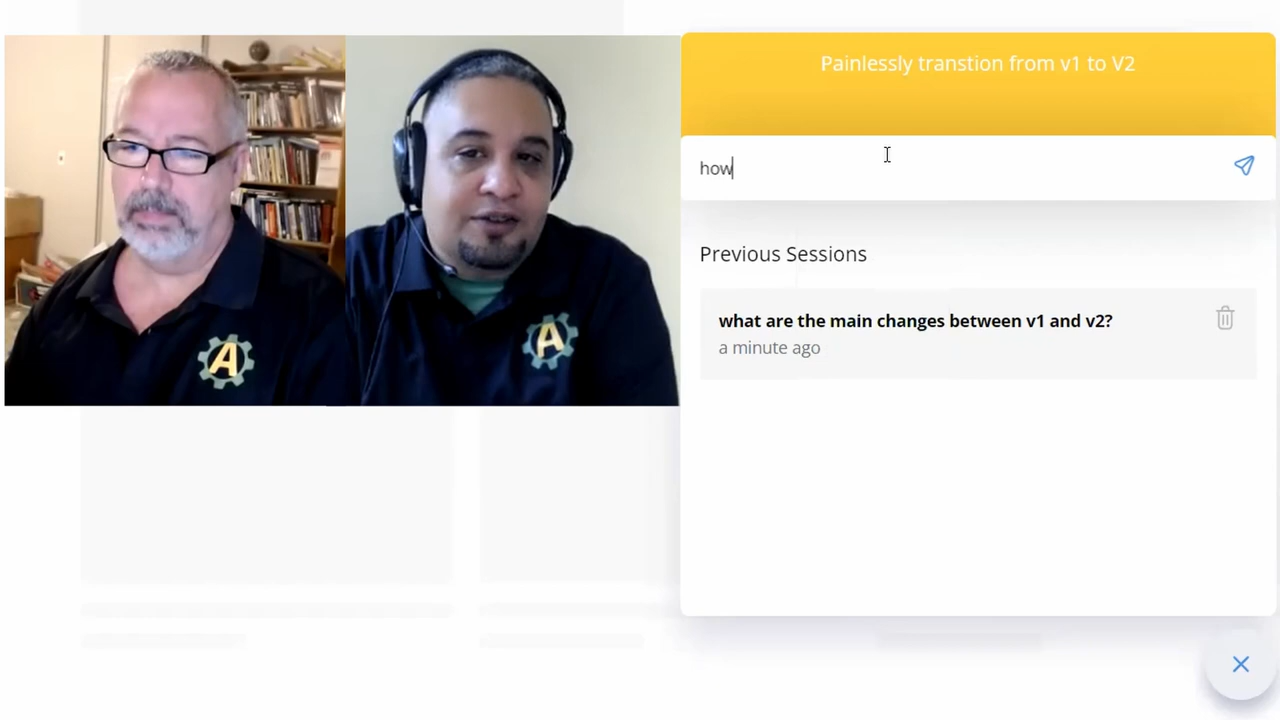 Painlessly transtion from v1 to V2
how
Previous Sessions
what are the main changes between v1 and v2?
a minute ago
A
A